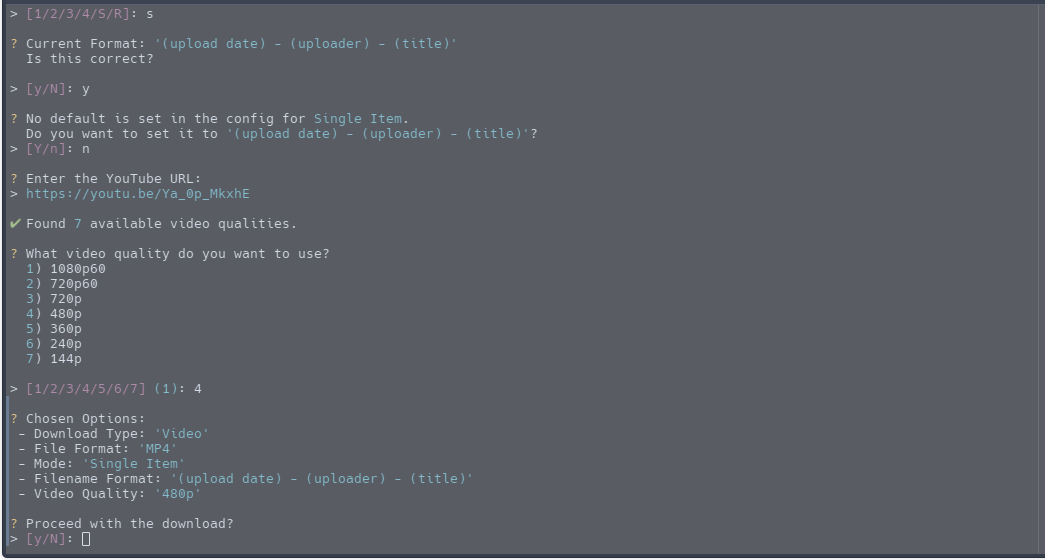 > [1/2/3/4/S/R]: s
? Current Format: '(upload date) - (uploader) - (title)'
Is this correct?
> [y/N]: y
? No default is set in the config for Single Item.
Do you want to set it to '(upload date) - (uploader) - (title)'?
> [Y/n]: n
? Enter the YouTube URL:
> https://youtu.be/Ya_0p_MkxhE
✔ Found 7 available video qualities.
? What video quality do you want to use?
1) 1080p60
2) 720p60
3) 720p
4) 480p
5) 360p
6) 240p
7) 144p
> [1/2/3/4/5/6/7] (1): 4
? Chosen Options:
- Download Type: 'Video'
- File Format: 'MP4'
- Mode: 'Single Item'
- Filename Format: '(upload date) - (uploader) - (title)'
- Video Quality: '480p'
? Proceed with the download?
> [y/N]: